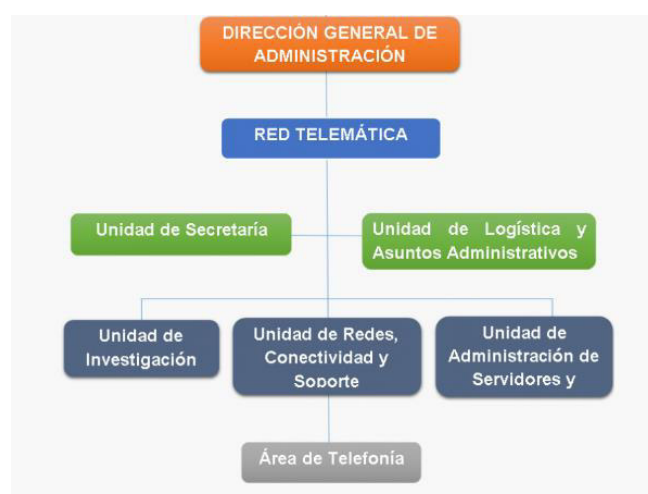 DIRECCIÓN GENERAL DE
ADMINISTRACIÓN
RED TELEMÁTICA
Unidad de Secretaría
Unidad de Logística y
Asuntos Administrativos
Unidad de
Investigación
Unidad de Redes,
Conectividad y
Soporte
Unidad de
Administración de
Servidores y
Área de Telefonía